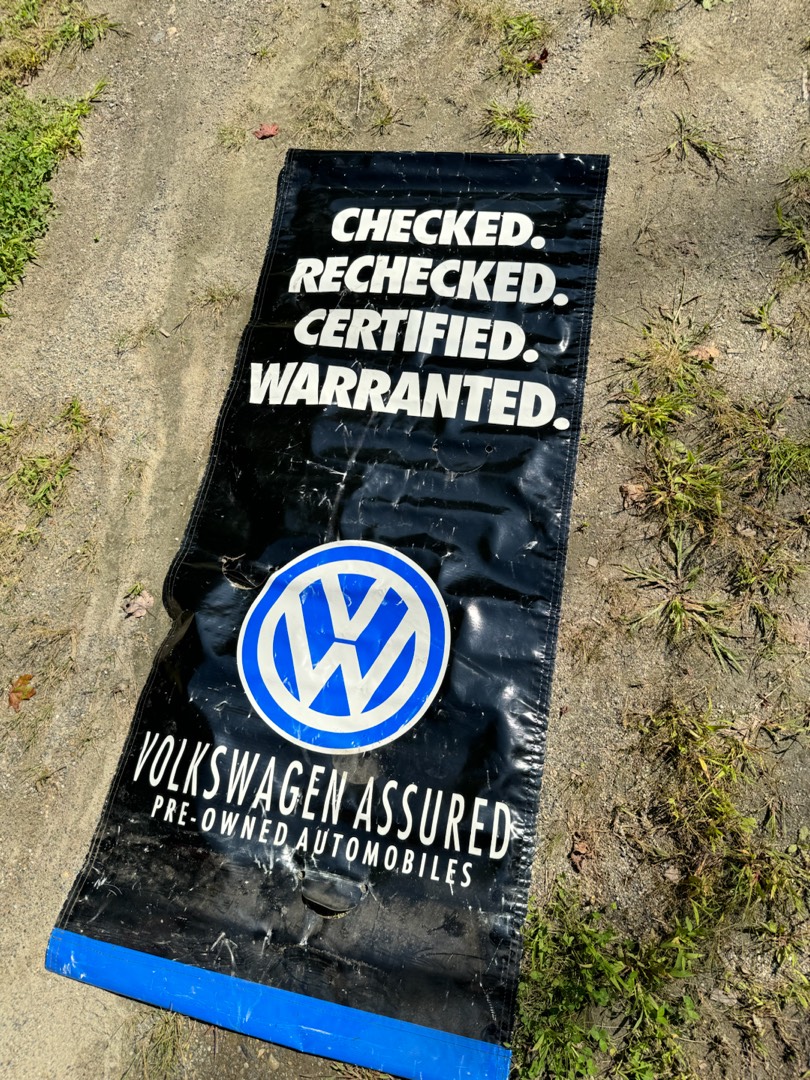 CHECKED.
RECHECKED.
CERTIFIED.
WARRANTED.
VW
VOLKSWAGEN ASSURED
PRE-OWNED AUTOMOBILES